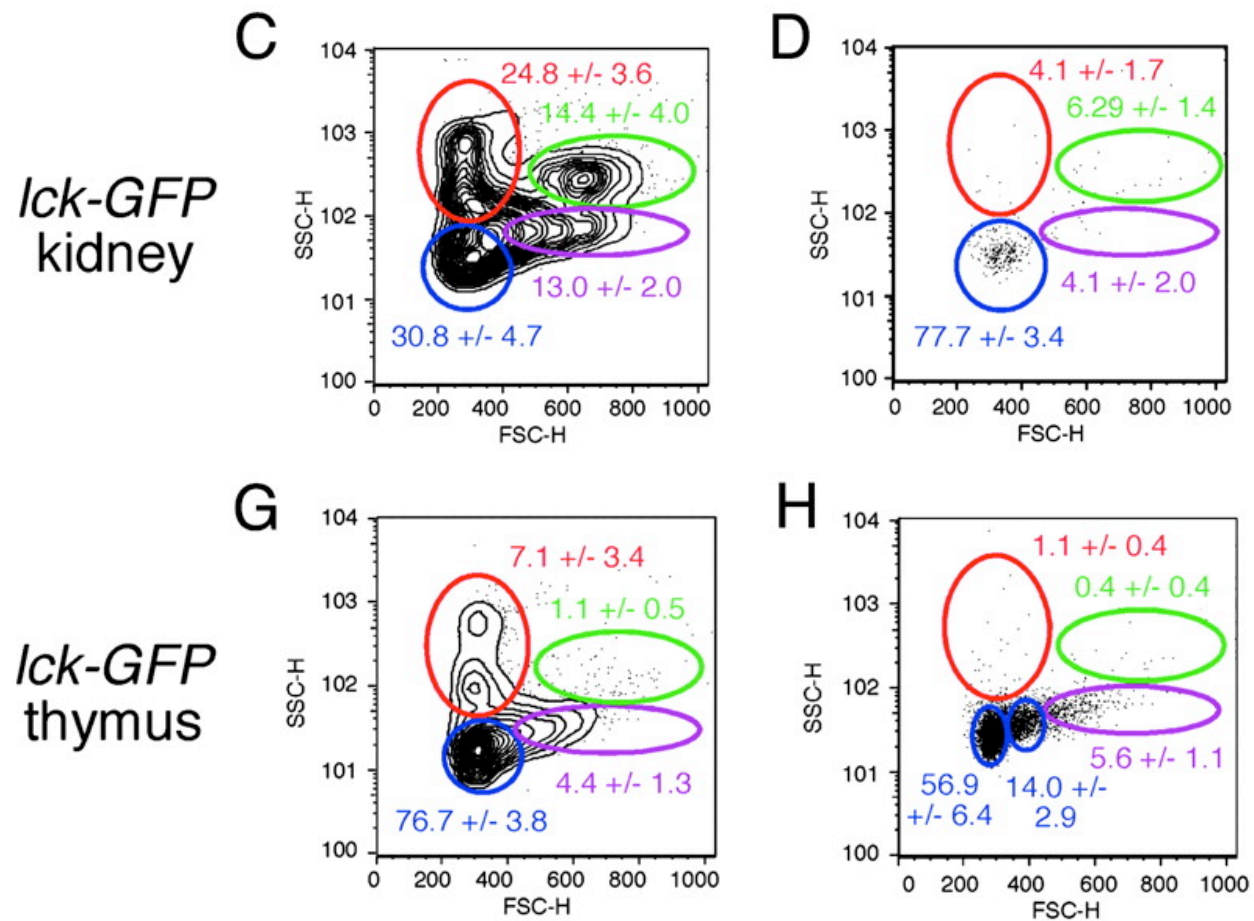 C
D
lck-GFP
kidney
104
103
102
101
100
SSC-H
24.8 +/- 3.6
14.4 +/- 4.0
13.0 +/- 2.0
30.8 +/- 4.7
0 200 400 600 800 1000
FSC-H
104
103
102
101
100
SSC-H
4.1 +/- 1.7
6.29 +/- 1.4
4.1 +/- 2.0
77.7 +/- 3.4
0 200 400 600 800 1000
FSC-H
G
H
lck-GFP
thymus
104
103
102
101
100
SSC-H
7.1 +/- 3.4
1.1 +/- 0.5
4.4 +/- 1.3
76.7 +/- 3.8
0 200 400 600 800 1000
FSC-H
104
103
102
101
100
SSC-H
1.1 +/- 0.4
0.4 +/- 0.4
5.6 +/- 1.1
56.9
+/- 6.4
14.0 +/-
2.9
0 200 400 600 800 1000
FSC-H